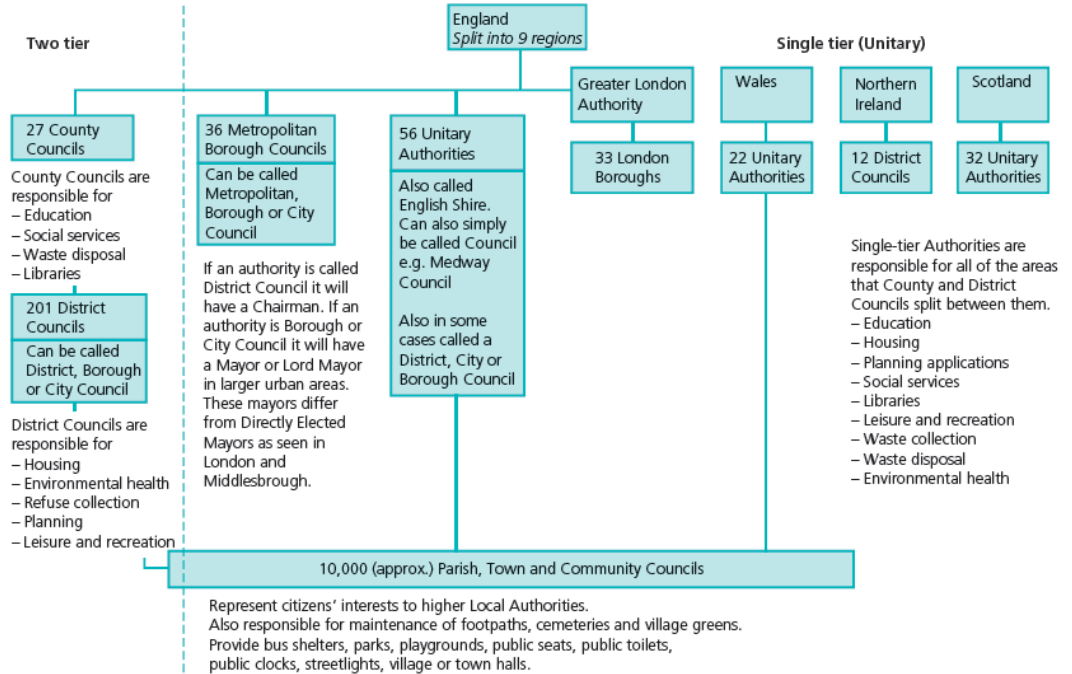 England
Split into 9 regions
Two tier
Single tier (Unitary)
27 County
Councils
County Councils are
responsible for
– Education
– Social services
– Waste disposal
– Libraries
201 District
Councils
Can be called
District, Borough
or City Council
District Councils are
responsible for
– Housing
– Environmental health
– Refuse collection
– Planning
– Leisure and recreation
36 Metropolitan
Borough Councils
Can be called
Metropolitan,
Borough or City
Council
If an authority is called
District Council it will
have a Chairman. If an
authority is Borough or
City Council it will have
a Mayor or Lord Mayor
in larger urban areas.
These mayors differ
from Directly Elected
Mayors as seen in
London and
Middlesbrough.
56 Unitary
Authorities
Also called
English Shire.
Can also simply
be called Council
e.g. Medway
Council
Also in some
cases called a
District, City or
Borough Council
Greater London
Authority
33 London
Boroughs
Wales
22 Unitary
Authorities
Northern
Ireland
12 District
Councils
Scotland
32 Unitary
Authorities
Single-tier Authorities are
responsible for all of the areas
that County and District
Councils split between them.
– Education
– Housing
– Planning applications
– Social services
– Libraries
– Leisure and recreation
– Waste collection
– Waste disposal
– Environmental health
10,000 (approx.) Parish, Town and Community Councils
Represent citizens’ interests to higher Local Authorities.
Also responsible for maintenance of footpaths, cemeteries and village greens.
Provide bus shelters, parks, playgrounds, public seats, public toilets,
public clocks, streetlights, village or town halls.